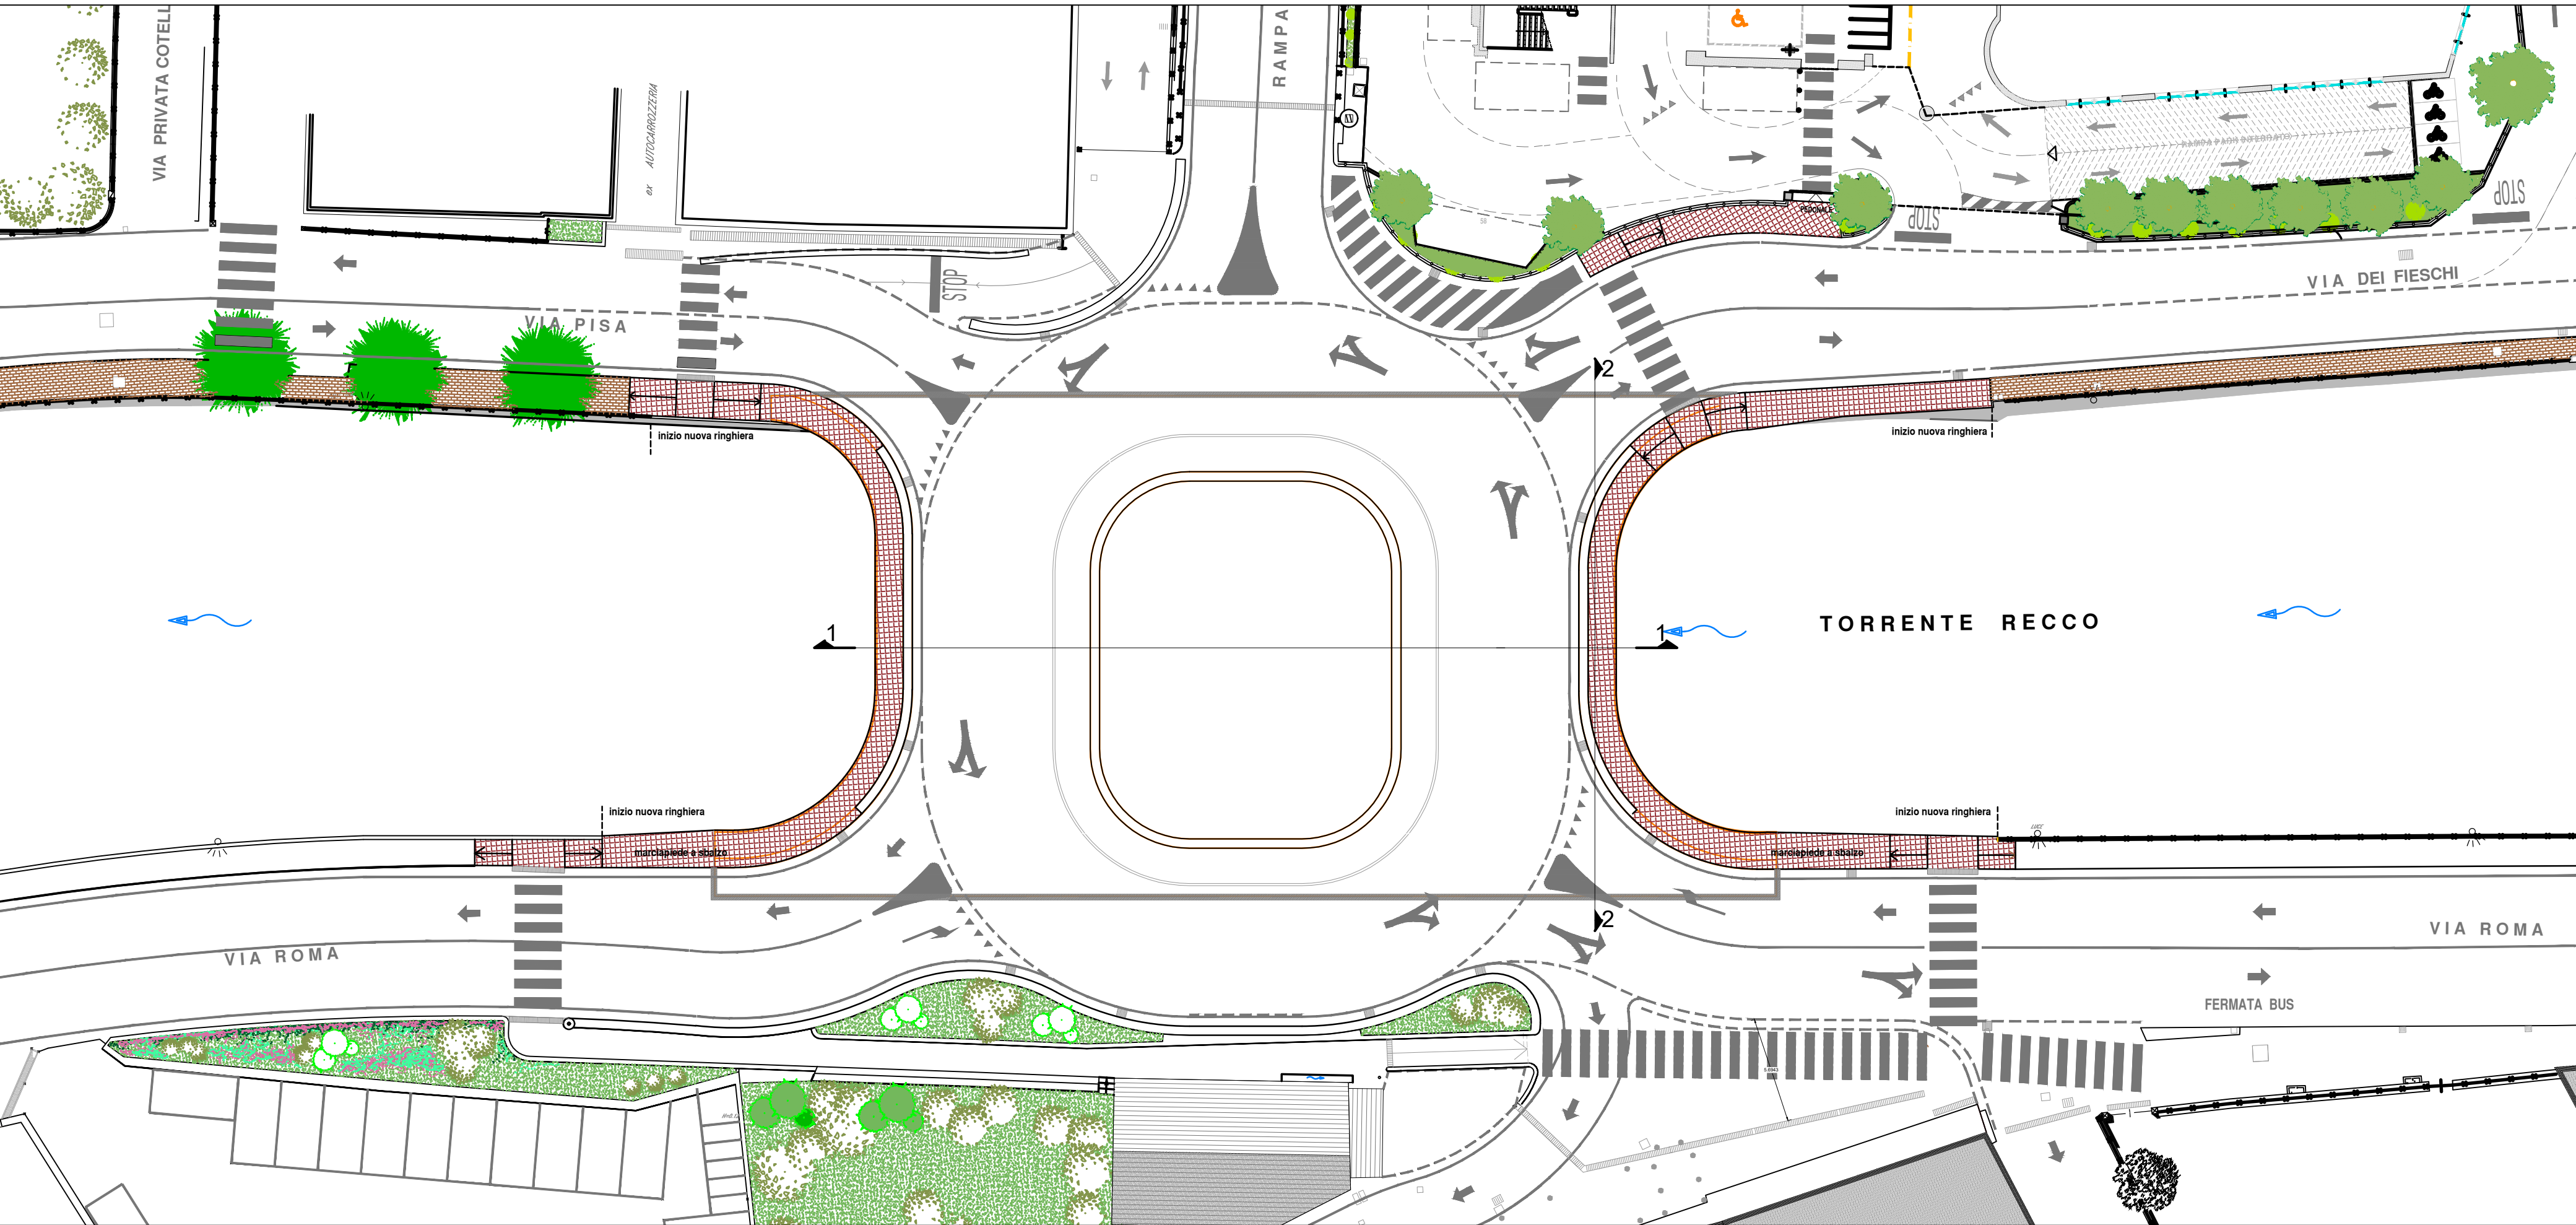 VIA PRIVATA COTELL
ex AUTOCARROZZERIA
RAMPA
STOP
STOP
STOP
VIA DEI FIESCHI
VIA PISA
2
inizio nuova ringhiera
inizio nuova ringhiera
1
1
TORRENTE RECCO
inizio nuova ringhiera
inizio nuova ringhiera
LUCE
marciapiede a sbalzo
marciapiede a sbalzo
2
VIA ROMA
VIA ROMA
FERMATA BUS